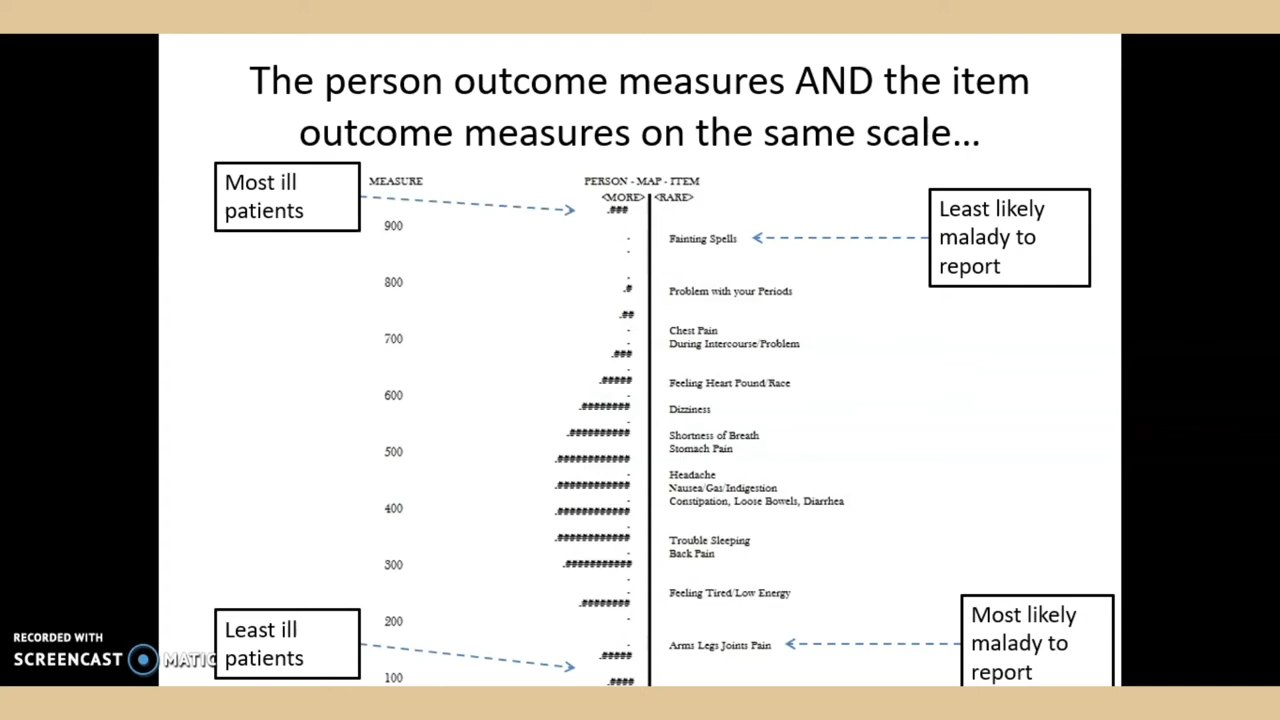 The person outcome measures AND the item
outcome measures on the same scale...
Most ill
patients
MEASURE
PERSON - MAP - ITEM
<MORE> <RARE>
.###
900
Fainting Spells
Least likely
malady to
report
800
.#
Problem with your Periods
.##
Chest Pain
700
During Intercourse/Problem
.###
.#####
Feeling Heart Pound/Race
600
.########
Dizziness
.##########
Shortness of Breath
Stomach Pain
500
.############
Headache
.############
Nausea/Gas/Indigestion
Constipation, Loose Bowels, Diarrhea
400
.############
.############
Trouble Sleeping
Back Pain
300
.###########
Feeling Tired/Low Energy
.########
200
Least ill
patients
Arms Legs Joints Pain
.#####
Most likely
malady to
report
100
.####
RECORDED WITH
SCREENCAST MATIC